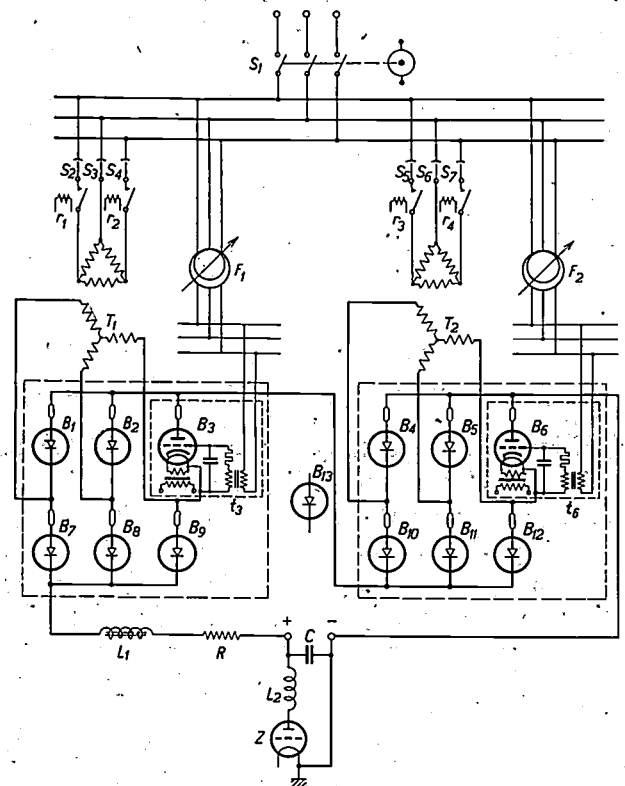 S1
S2 S3 S4 S5 S6 S7
r1 r2 r3 r4
F1 F2
T1 T2
B1 B2 B3 B4 B5 B6
B13
t3 t6
B7 B8 B9 B10 B11 B12
+ −
L1 R C
L2
Z